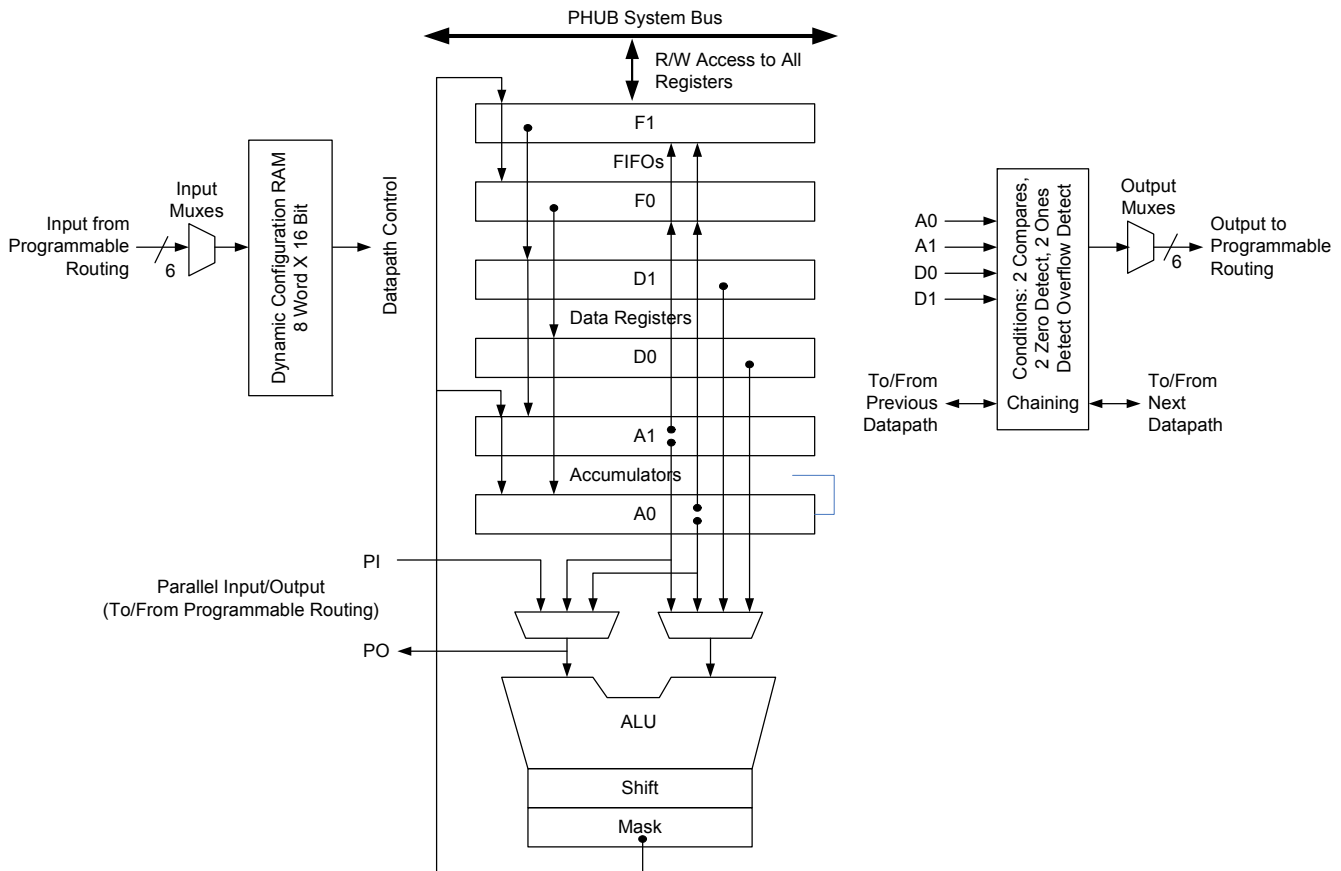 PHUB System Bus
R/W Access to All
Registers
F1
FIFOs
F0
D1
Data Registers
D0
A1
Accumulators
A0
Input from
Programmable
Routing
6
Input
Muxes
Dynamic Configuration RAM
8 Word X 16 Bit
Datapath Control
A0
A1
D0
D1
Conditions: 2 Compares,
2 Zero Detect, 2 Ones
Detect Overflow Detect
Chaining
Output
Muxes
6
Output to
Programmable
Routing
To/From
Previous
Datapath
To/From
Next
Datapath
PI
Parallel Input/Output
(To/From Programmable Routing)
PO
ALU
Shift
Mask